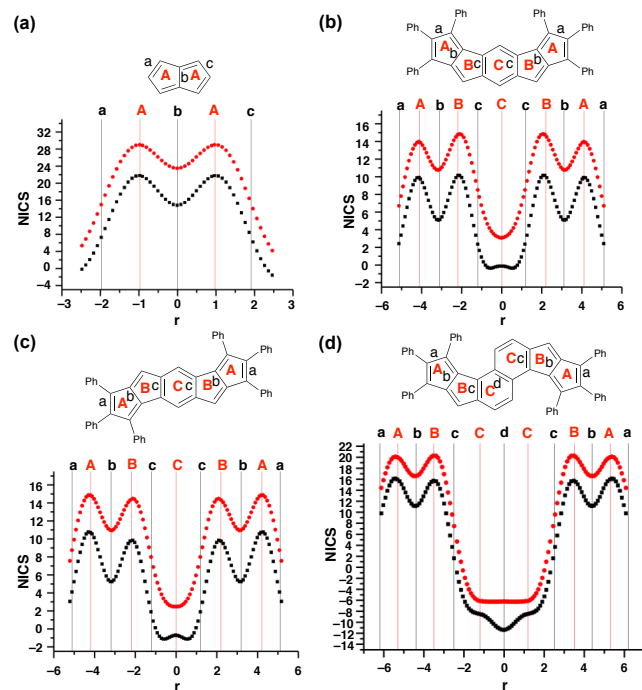 (a)
a c
A b A
a A b A c
NICS
32
28
24
20
16
12
8
4
0
−4
−3 −2 −1 0 1 2 3
r
(b)
Ph Ph Ph Ph
a A b B c C c B b A a
Ph Ph
a A b B c C c B b A a
NICS
16
14
12
10
8
6
4
2
0
−2
−6 −4 −2 0 2 4 6
r
(c)
Ph Ph
Ph a A b B c C c B b A a Ph
Ph Ph
a A b B c C c B b A a
NICS
16
14
12
10
8
6
4
2
0
−2
−6 −4 −2 0 2 4 6
r
(d)
Ph Ph
Ph a A b B c C d C c B b A a Ph
Ph Ph
a A b B c C d C c B b A a
NICS
22
20
18
16
14
12
10
8
6
4
2
0
−2
−4
−6
−8
−10
−12
−14
−6 −4 −2 0 2 4 6
r